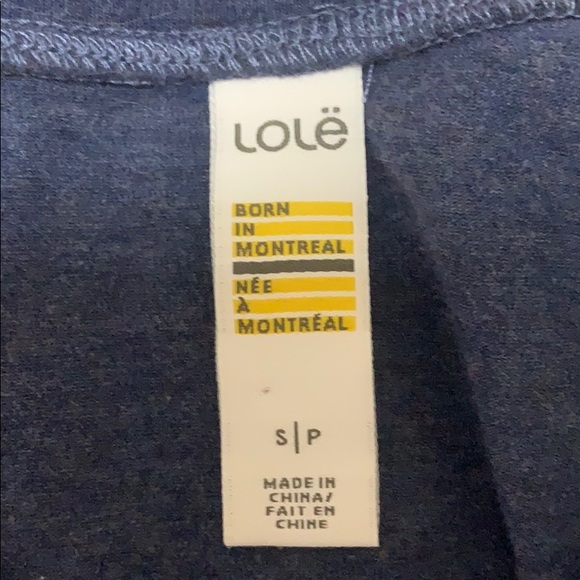 Lolë
BORN
IN
MONTREAL
NÉE
À
MONTRÉAL
S|P
MADE IN
CHINA/
FAIT EN
CHINE